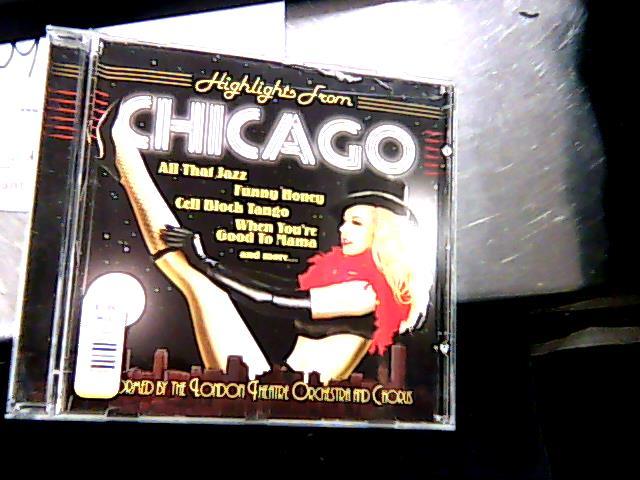 Highlights From
CHICAGO
All That Jazz
Funny Honey
Cell Block Tango
When You're
Good To Mama
and more...
ORMED BY THE LONDON THEATRE ORCHESTRA AND CHORUS